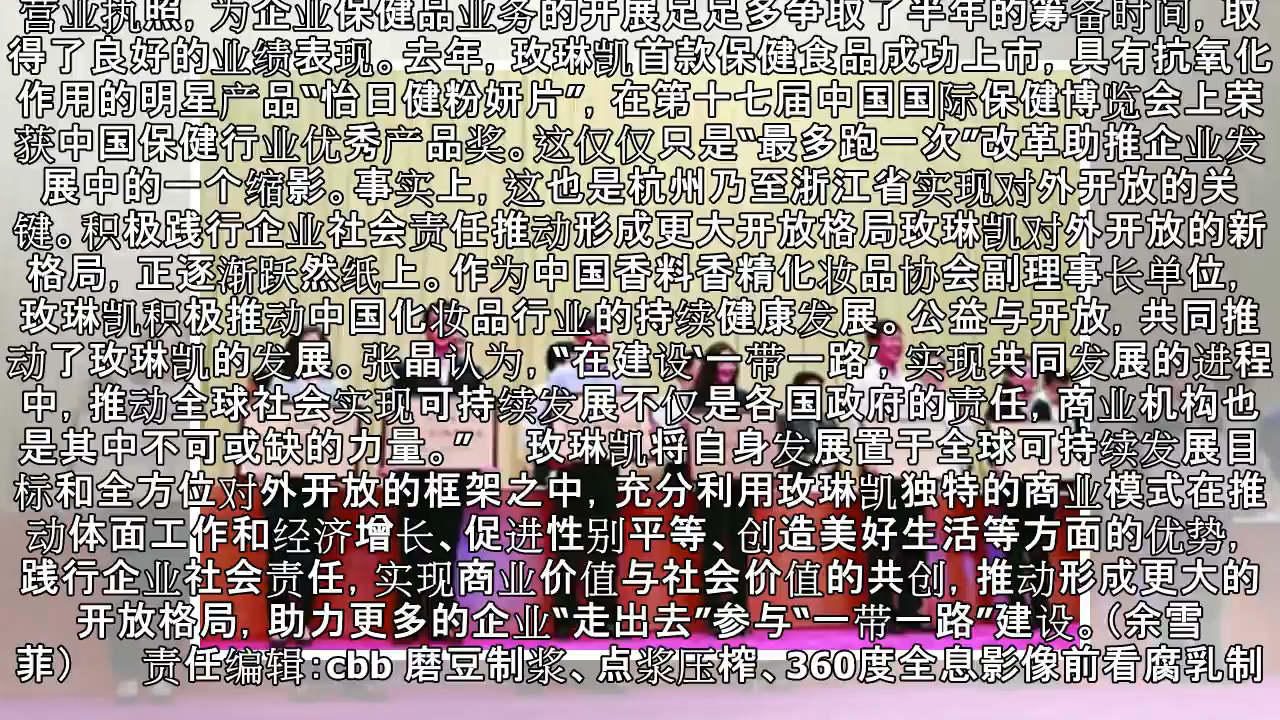 营业执照, 为企业保健品业务的开展足足多争取了半年的筹备时间, 取
得了良好的业绩表现。去年, 玫琳凯首款保健食品成功上市, 具有抗氧化
作用的明星产品“怡日健粉妍片”, 在第十七届中国国际保健博览会上荣
获中国保健行业优秀产品奖。这仅仅只是“最多跑一次”改革助推企业发
展中的一个缩影。事实上, 这也是杭州乃至浙江省实现对外开放的关
键。积极践行企业社会责任推动形成更大开放格局玫琳凯对外开放的新
格局, 正逐渐跃然纸上。作为中国香料香精化妆品协会副理事长单位,
玫琳凯积极推动中国化妆品行业的持续健康发展。公益与开放, 共同推
动了玫琳凯的发展。张晶认为, “在建设‘一带一路’, 实现共同发展的进程
中, 推动全球社会实现可持续发展不仅是各国政府的责任, 商业机构也
是其中不可或缺的力量。” 玫琳凯将自身发展置于全球可持续发展目
标和全方位对外开放的框架之中, 充分利用玫琳凯独特的商业模式在推
动体面工作和经济增长、促进性别平等、创造美好生活等方面的优势,
践行企业社会责任, 实现商业价值与社会价值的共创, 推动形成更大的
开放格局, 助力更多的企业“走出去”参与“一带一路”建设。(余雪
菲) 责任编辑:cbb 磨豆制浆、点浆压榨、360度全息影像前看腐乳制